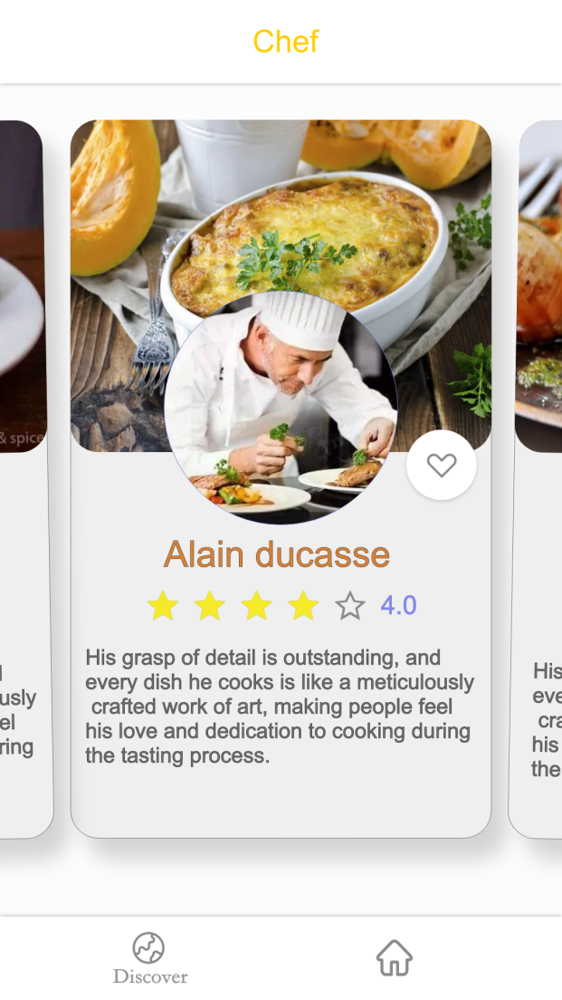 Chef
& spice
Alain ducasse
4.0
His grasp of detail is outstanding, and
every dish he cooks is like a meticulously
crafted work of art, making people feel
his love and dedication to cooking during
the tasting process.
usly
el
ring
His
eve
cra
his
the
Discover